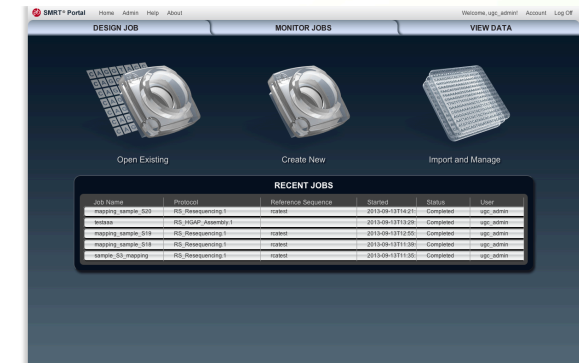 SMRT® Portal Home Admin Help About Welcome, ugc_admin! Account Log Off
DESIGN JOB MONITOR JOBS VIEW DATA
Open Existing Create New Import and Manage
RECENT JOBS
Job Name Protocol Reference Sequence Started Status User
mapping_sample_S20 RS_Resequencing.1 rcatest 2013-09-13T14:21: Completed ugc_admin
testaaa RS_HGAP_Assembly.1 2013-09-13T13:29: Completed ugc_admin
mapping_sample_S19 RS_Resequencing.1 rcatest 2013-09-13T12:55: Completed ugc_admin
mapping_sample_S18 RS_Resequencing.1 rcatest 2013-09-13T11:39: Completed ugc_admin
sample_S3_mapping RS_Resequencing.1 rcatest 2013-09-13T11:35: Completed ugc_admin